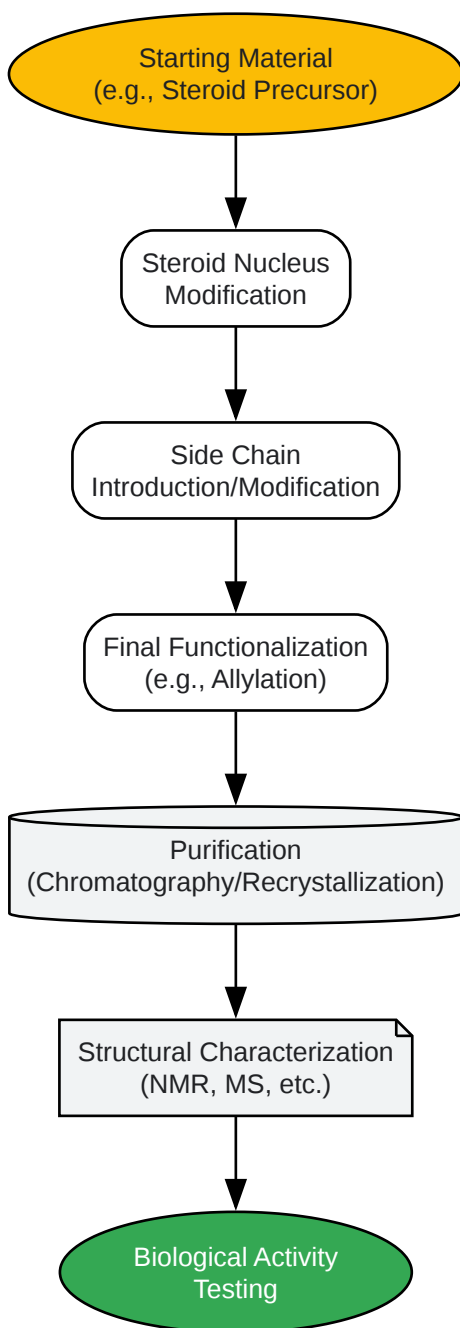 Starting Material
(e.g., Steroid Precursor)
Steroid Nucleus
Modification
Side Chain
Introduction/Modification
Final Functionalization
(e.g., Allylation)
Purification
(Chromatography/Recrystallization)
Structural Characterization
(NMR, MS, etc.)
Biological Activity
Testing